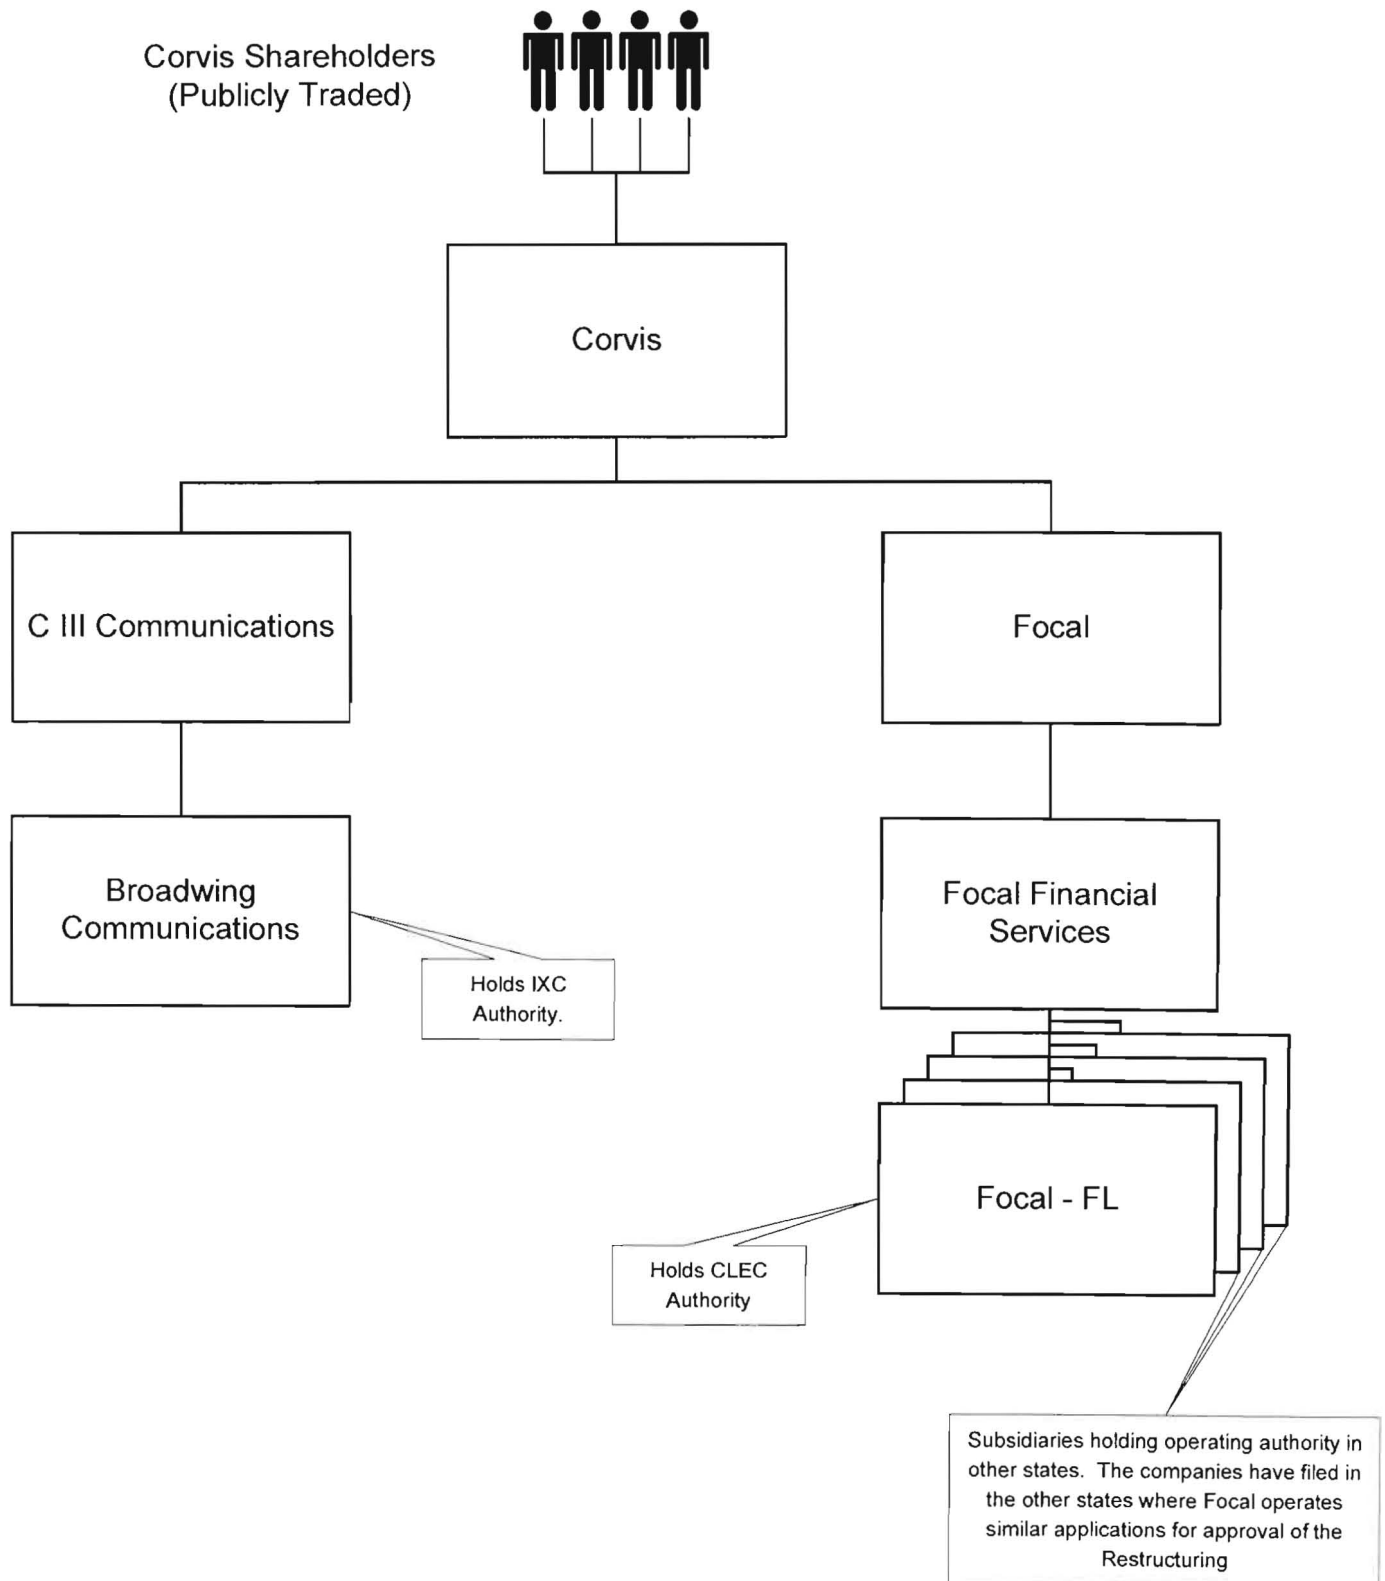 Corvis Shareholders
(Publicly Traded)
Corvis
C III Communications
Focal
Broadwing
Communications
Focal Financial
Services
Holds IXC
Authority.
Focal - FL
Holds CLEC
Authority
Subsidiaries holding operating authority in
other states. The companies have filed in
the other states where Focal operates
similar applications for approval of the
Restructuring